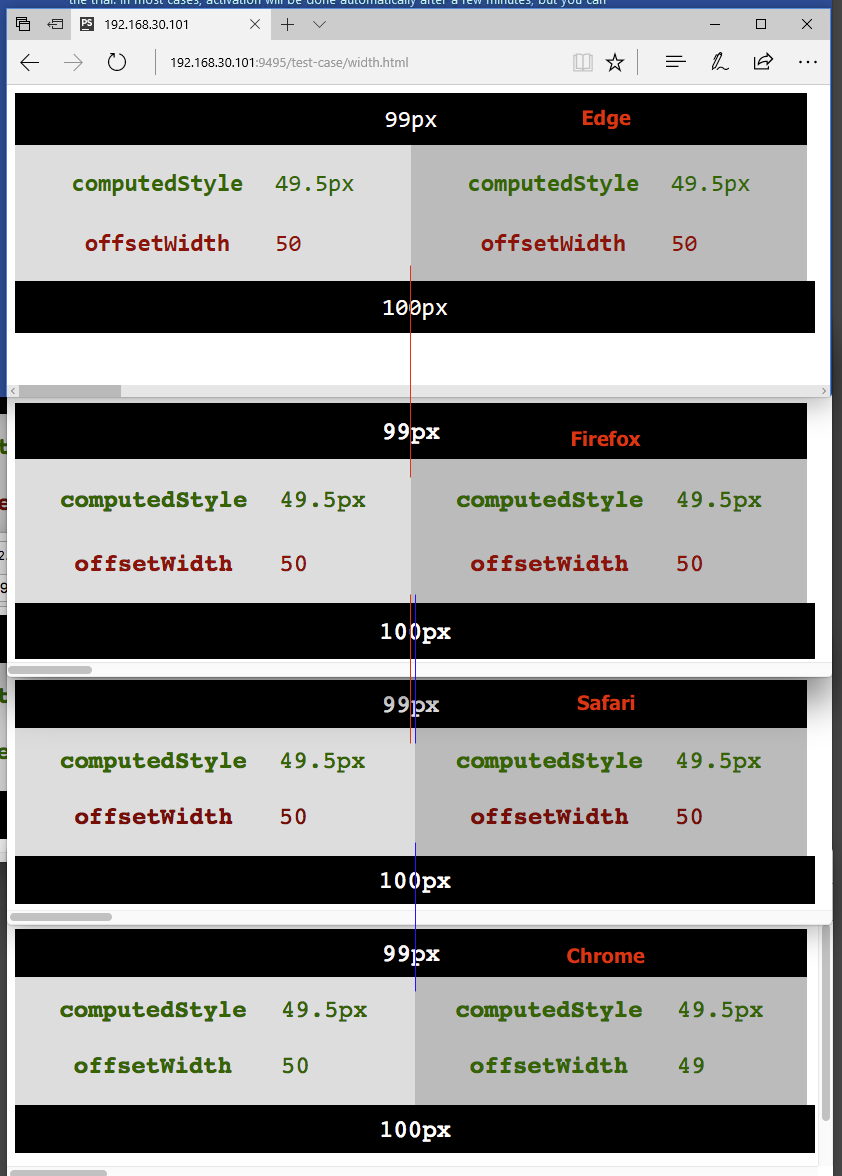 the trial. In most cases, activation will be done automatically after a few minutes, but you can
PS 192.168.30.101
192.168.30.101:9495/test-case/width.html
99px Edge
computedStyle 49.5px computedStyle 49.5px
offsetWidth 50 offsetWidth 50
100px
99px Firefox
computedStyle 49.5px computedStyle 49.5px
offsetWidth 50 offsetWidth 50
100px
99px Safari
computedStyle 49.5px computedStyle 49.5px
offsetWidth 50 offsetWidth 50
100px
99px Chrome
computedStyle 49.5px computedStyle 49.5px
offsetWidth 50 offsetWidth 49
100px